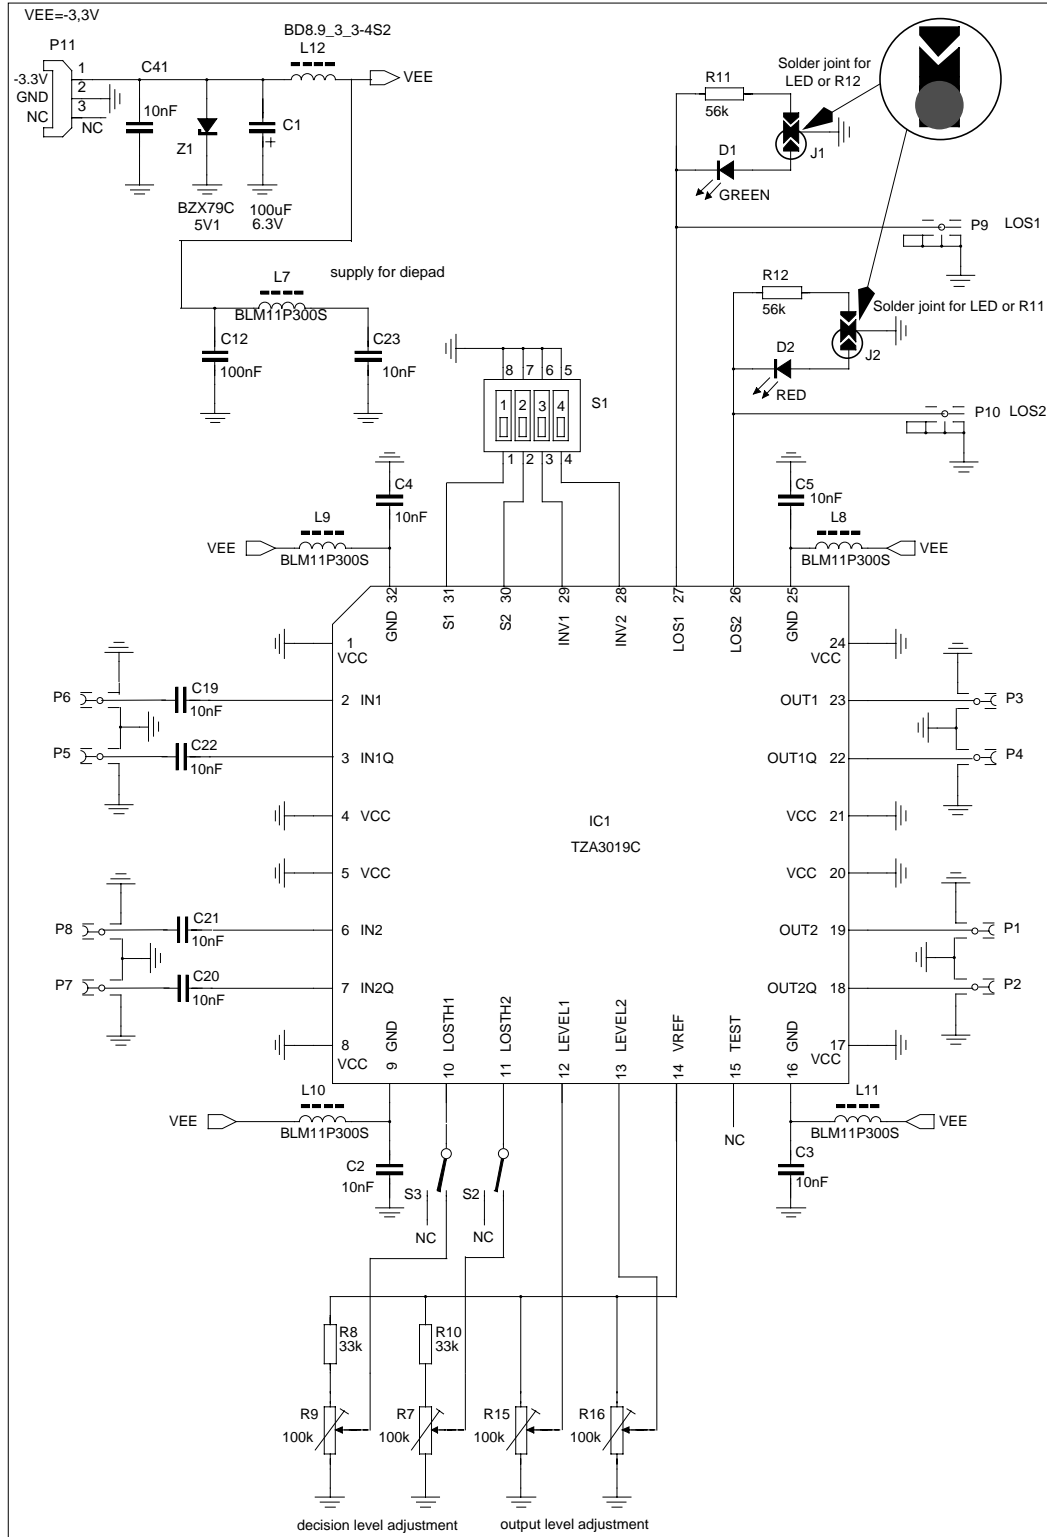 VEE=-3,3V
P11
-3.3V
GND
NC
1
2
3
NC
C41
10nF
Z1
BZX79C
5V1
C1
+
100uF
6.3V
BD8.9_3_3-4S2
L12
VEE
R11
56k
Solder joint for
LED or R12
J1
D1
GREEN
P9 LOS1
R12
56k
Solder joint for LED or R11
J2
D2
RED
P10 LOS2
L7
supply for diepad
BLM11P300S
C12
100nF
C23
10nF
8 7 6 5
1 2 3 4
S1
1 2 3 4
C4
10nF
L9
VEE
BLM11P300S
C5
10nF
L8
VEE
BLM11P300S
32 31 30 29 28 27 26 25
GND S1 S2 INV1 INV2 LOS1 LOS2 GND
1
VCC
24
VCC
P6
C19
10nF
2 IN1
OUT1 23
P3
P5
C22
10nF
3 IN1Q
OUT1Q 22
P4
4 VCC
VCC 21
IC1
TZA3019C
5 VCC
VCC 20
P8
C21
10nF
6 IN2
OUT2 19
P1
P7
C20
10nF
7 IN2Q
OUT2Q 18
P2
8
VCC
17
VCC
GND LOSTH1 LOSTH2 LEVEL1 LEVEL2 VREF TEST GND
9 10 11 12 13 14 15 16
L10
VEE
BLM11P300S
C2
10nF
S3
NC
S2
NC
NC
L11
VEE
BLM11P300S
C3
10nF
R8
33k
R10
33k
R9
100k
R7
100k
R15
100k
R16
100k
decision level adjustment
output level adjustment